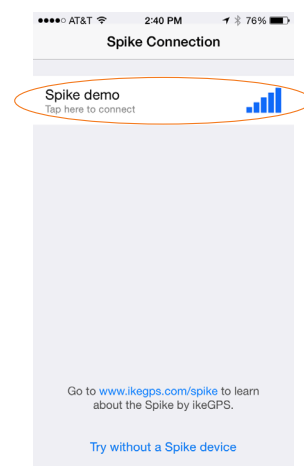 AT&T 2:40 PM 76%
Spike Connection
Spike demo
Tap here to connect
Go to www.ikegps.com/spike to learn
about the Spike by ikeGPS.
Try without a Spike device